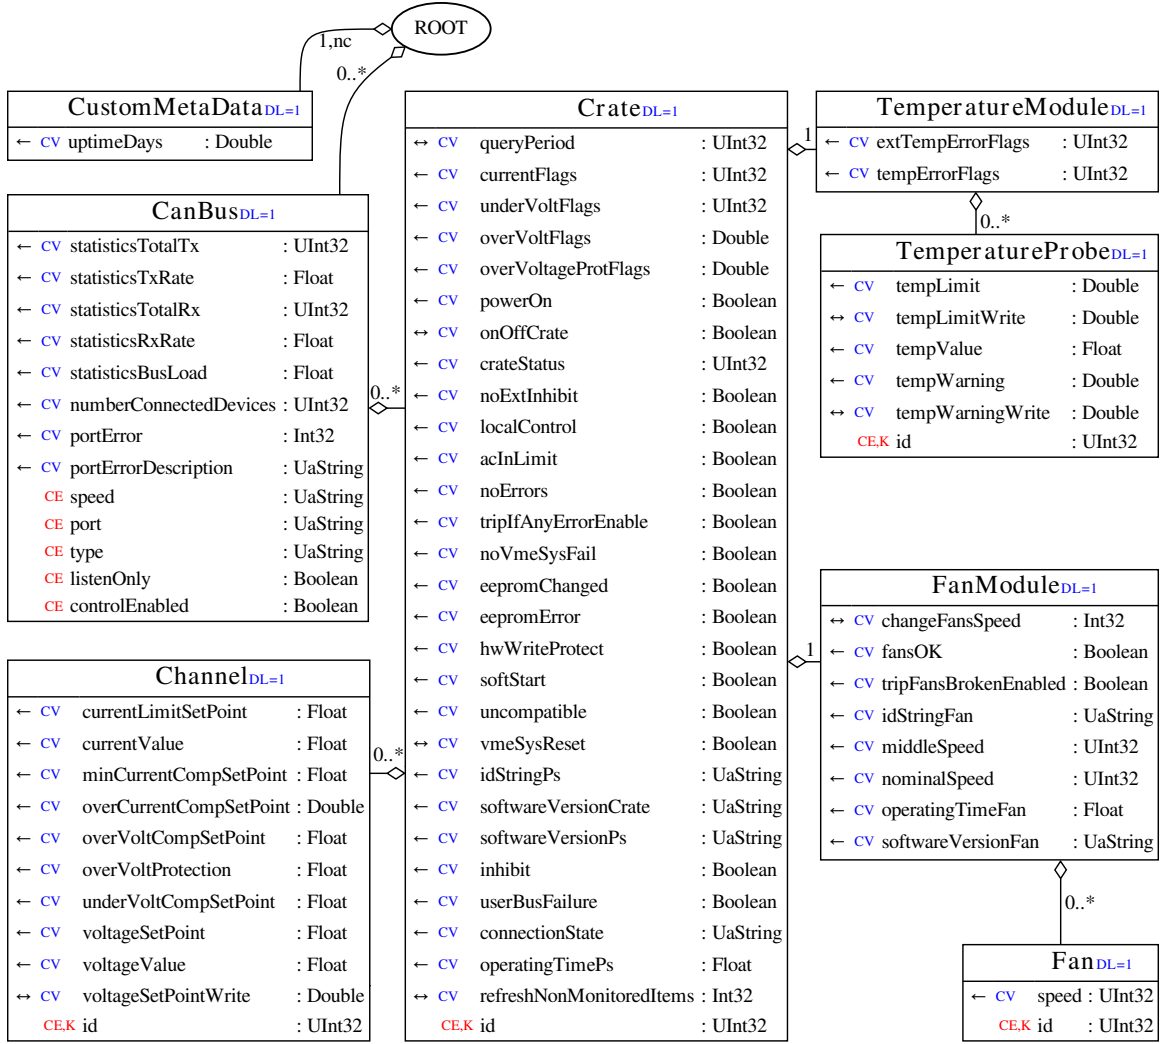 ROOT
1,nc
0..*
CustomMetaData DL=1
← CV uptimeDays : Double
CanBus DL=1
← CV statisticsTotalTx : UInt32
← CV statisticsTxRate : Float
← CV statisticsTotalRx : UInt32
← CV statisticsRxRate : Float
← CV statisticsBusLoad : Float
← CV numberConnectedDevices : UInt32
← CV portError : Int32
← CV portErrorDescription : UaString
CE speed : UaString
CE port : UaString
CE type : UaString
CE listenOnly : Boolean
CE controlEnabled : Boolean
0..*
Channel DL=1
← CV currentLimitSetPoint : Float
← CV currentValue : Float
← CV minCurrentCompSetPoint : Float
← CV overCurrentCompSetPoint : Double
← CV overVoltCompSetPoint : Float
← CV overVoltProtection : Float
← CV underVoltCompSetPoint : Float
← CV voltageSetPoint : Float
← CV voltageValue : Float
↔ CV voltageSetPointWrite : Double
CE,K id : UInt32
0..*
Crate DL=1
↔ CV queryPeriod : UInt32
← CV currentFlags : UInt32
← CV underVoltFlags : UInt32
← CV overVoltFlags : Double
← CV overVoltageProtFlags : Double
← CV powerOn : Boolean
↔ CV onOffCrate : Boolean
← CV crateStatus : UInt32
← CV noExtInhibit : Boolean
← CV localControl : Boolean
← CV acInLimit : Boolean
← CV noErrors : Boolean
← CV tripIfAnyErrorEnable : Boolean
← CV noVmeSysFail : Boolean
← CV eepromChanged : Boolean
← CV eepromError : Boolean
← CV hwWriteProtect : Boolean
← CV softStart : Boolean
← CV uncompatible : Boolean
↔ CV vmeSysReset : Boolean
← CV idStringPs : UaString
← CV softwareVersionCrate : UaString
← CV softwareVersionPs : UaString
← CV inhibit : Boolean
← CV userBusFailure : Boolean
← CV connectionState : UaString
← CV operatingTimePs : Float
↔ CV refreshNonMonitoredItems : Int32
CE,K id : UInt32
1
TemperatureModule DL=1
← CV extTempErrorFlags : UInt32
← CV tempErrorFlags : UInt32
0..*
TemperatureProbe DL=1
← CV tempLimit : Double
↔ CV tempLimitWrite : Double
← CV tempValue : Float
← CV tempWarning : Double
↔ CV tempWarningWrite : Double
CE,K id : UInt32
1
FanModule DL=1
↔ CV changeFansSpeed : Int32
← CV fansOK : Boolean
← CV tripFansBrokenEnabled : Boolean
← CV idStringFan : UaString
← CV middleSpeed : UInt32
← CV nominalSpeed : UInt32
← CV operatingTimeFan : Float
← CV softwareVersionFan : UaString
0..*
Fan DL=1
← CV speed : UInt32
CE,K id : UInt32